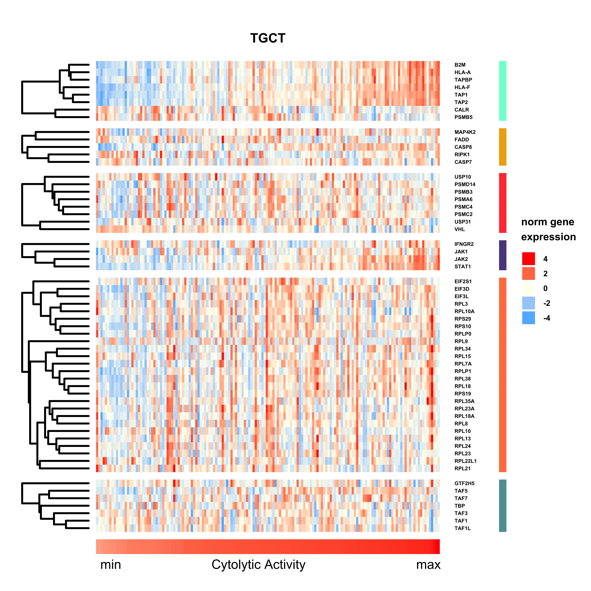 TGCT
B2M
HLA-A
TAPBP
HLA-F
TAP1
TAP2
CALR
PSMB5
MAP4K2
FADD
CASP8
RIPK1
CASP7
USP10
PSMD14
PSMB3
PSMA6
PSMC4
PSMC2
USP31
VHL
IFNGR2
JAK1
JAK2
STAT1
EIF2S1
EIF3D
EIF3L
RPL3
RPL10A
RPS29
RPS10
RPLP0
RPL9
RPL34
RPL15
RPL7A
RPLP1
RPL38
RPL18
RPS19
RPL35A
RPL23A
RPL18A
RPL8
RPL10
RPL13
RPL24
RPL23
RPL22L1
RPL21
GTF2H5
TAF5
TAF7
TBP
TAF3
TAF1
TAF1L
norm gene
expression
4
2
0
-2
-4
min Cytolytic Activity max